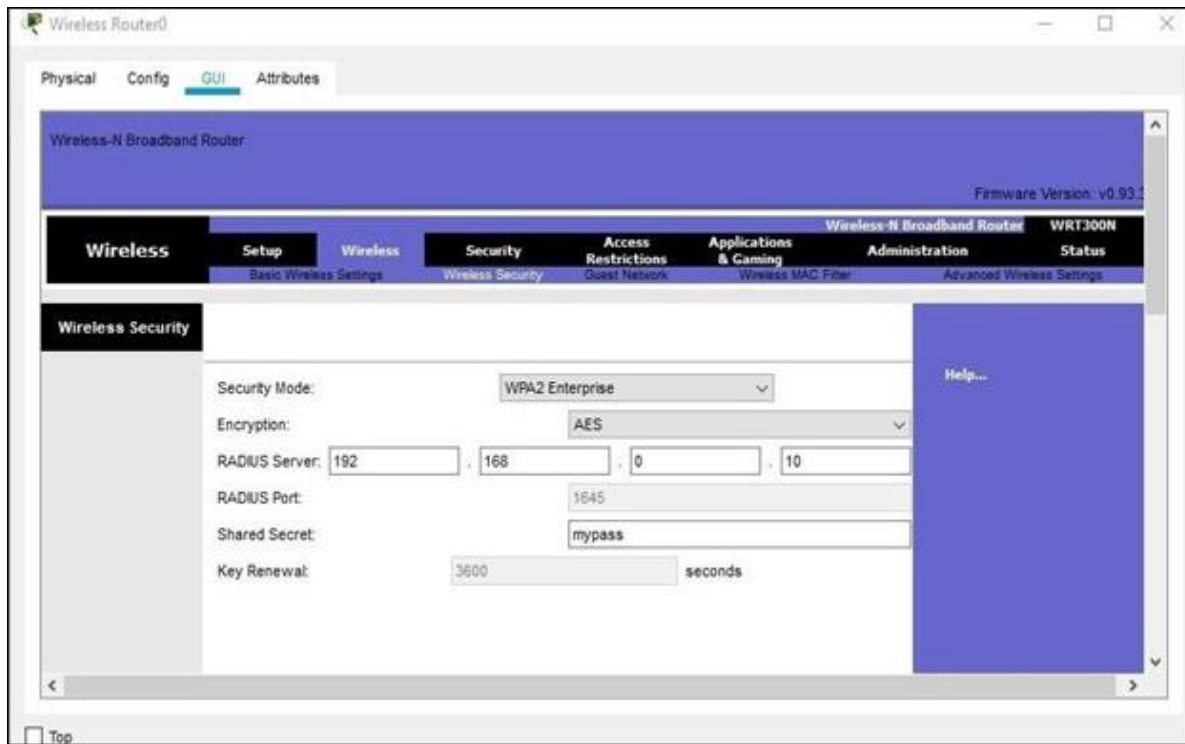 Wireless Router0
Physical Config GUI Attributes
Wireless-N Broadband Router
Firmware Version: v0.93.3
Wireless-N Broadband Router WRT300N
Wireless Setup Wireless Security Access Restrictions Applications & Gaming Administration Status
Basic Wireless Settings Wireless Security Guest Network Wireless MAC Filter Advanced Wireless Settings
Wireless Security
Help...
Security Mode: WPA2 Enterprise
Encryption: AES
RADIUS Server: 192 . 168 . 0 . 10
RADIUS Port: 1645
Shared Secret: mypass
Key Renewal: 3600 seconds
Top